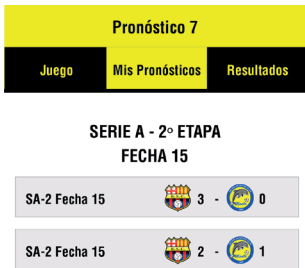 Pronóstico 7
Juego Mis Pronósticos Resultados
SERIE A - 2º ETAPA
FECHA 15
SA-2 Fecha 15 3 - 0
SA-2 Fecha 15 2 - 1